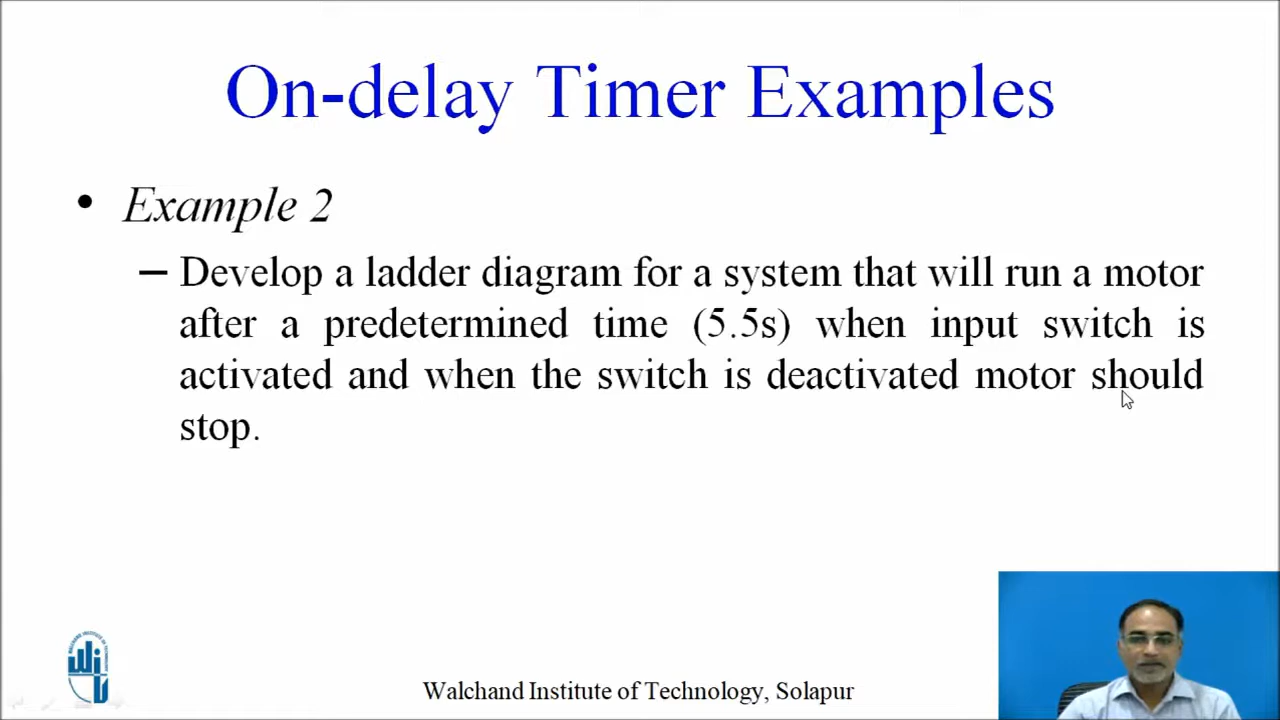 On-delay Timer Examples
• Example 2
– Develop a ladder diagram for a system that will run a motor
after a predetermined time (5.5s) when input switch is
activated and when the switch is deactivated motor should
stop.
Walchand Institute of Technology, Solapur